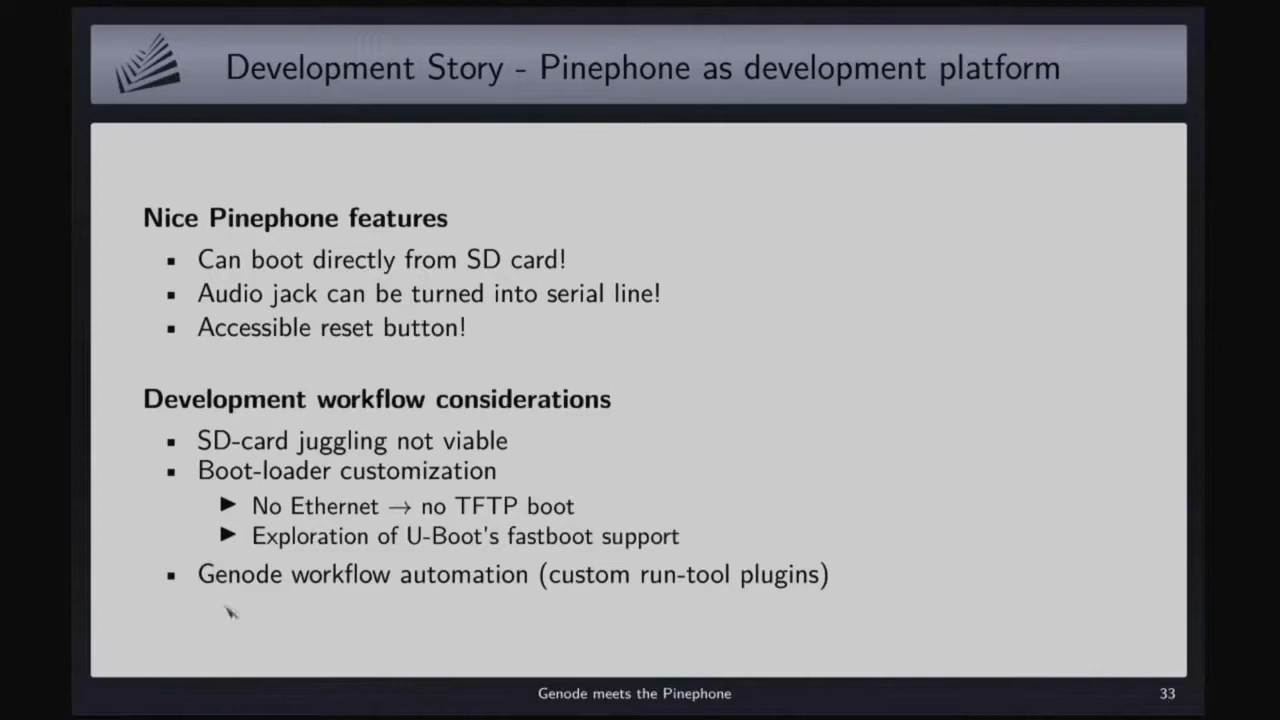 Development Story - Pinephone as development platform
Nice Pinephone features
▪ Can boot directly from SD card!
▪ Audio jack can be turned into serial line!
▪ Accessible reset button!
Development workflow considerations
▪ SD-card juggling not viable
▪ Boot-loader customization
▶ No Ethernet → no TFTP boot
▶ Exploration of U-Boot's fastboot support
▪ Genode workflow automation (custom run-tool plugins)
Genode meets the Pinephone
33